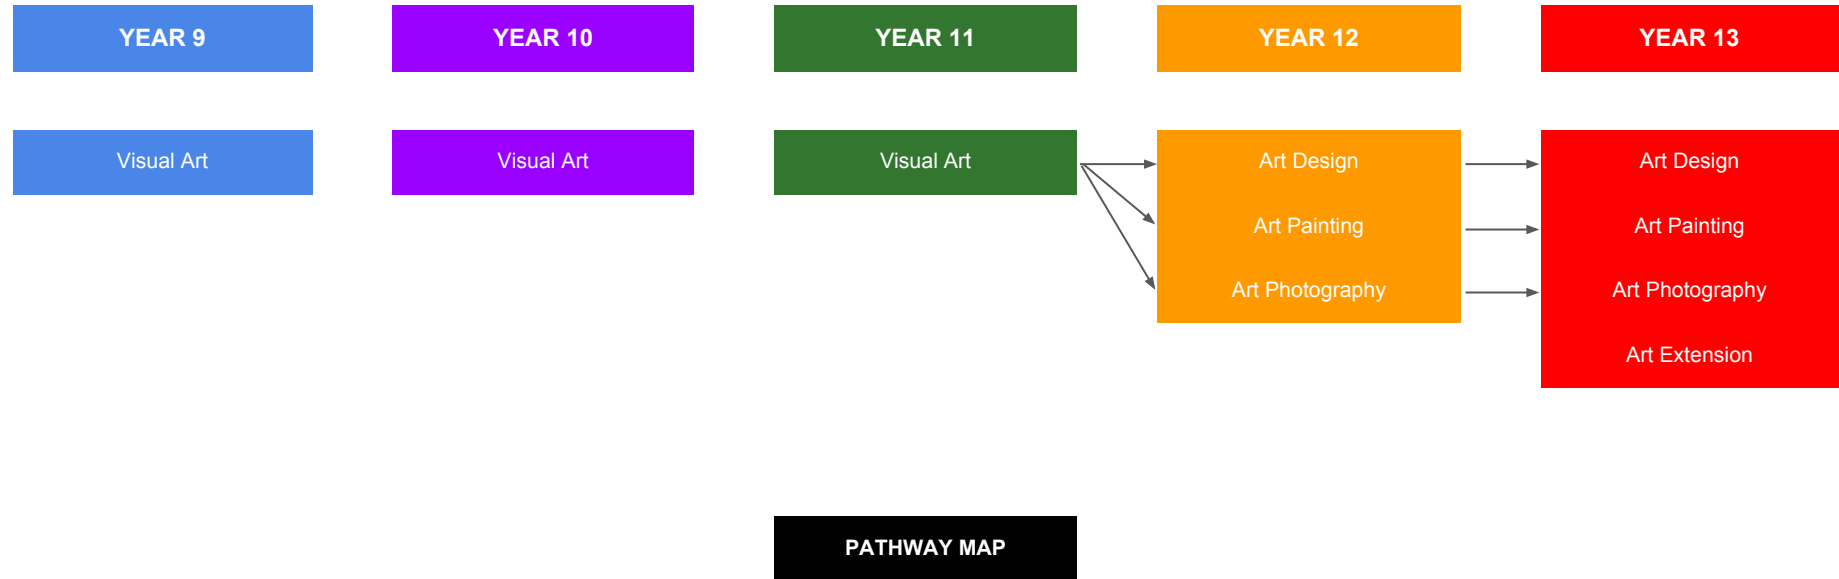 YEAR 9
YEAR 10
YEAR 11
YEAR 12
YEAR 13
Visual Art
Visual Art
Visual Art
Art Design
Art Design
Art Painting
Art Painting
Art Photography
Art Photography
Art Extension
PATHWAY MAP